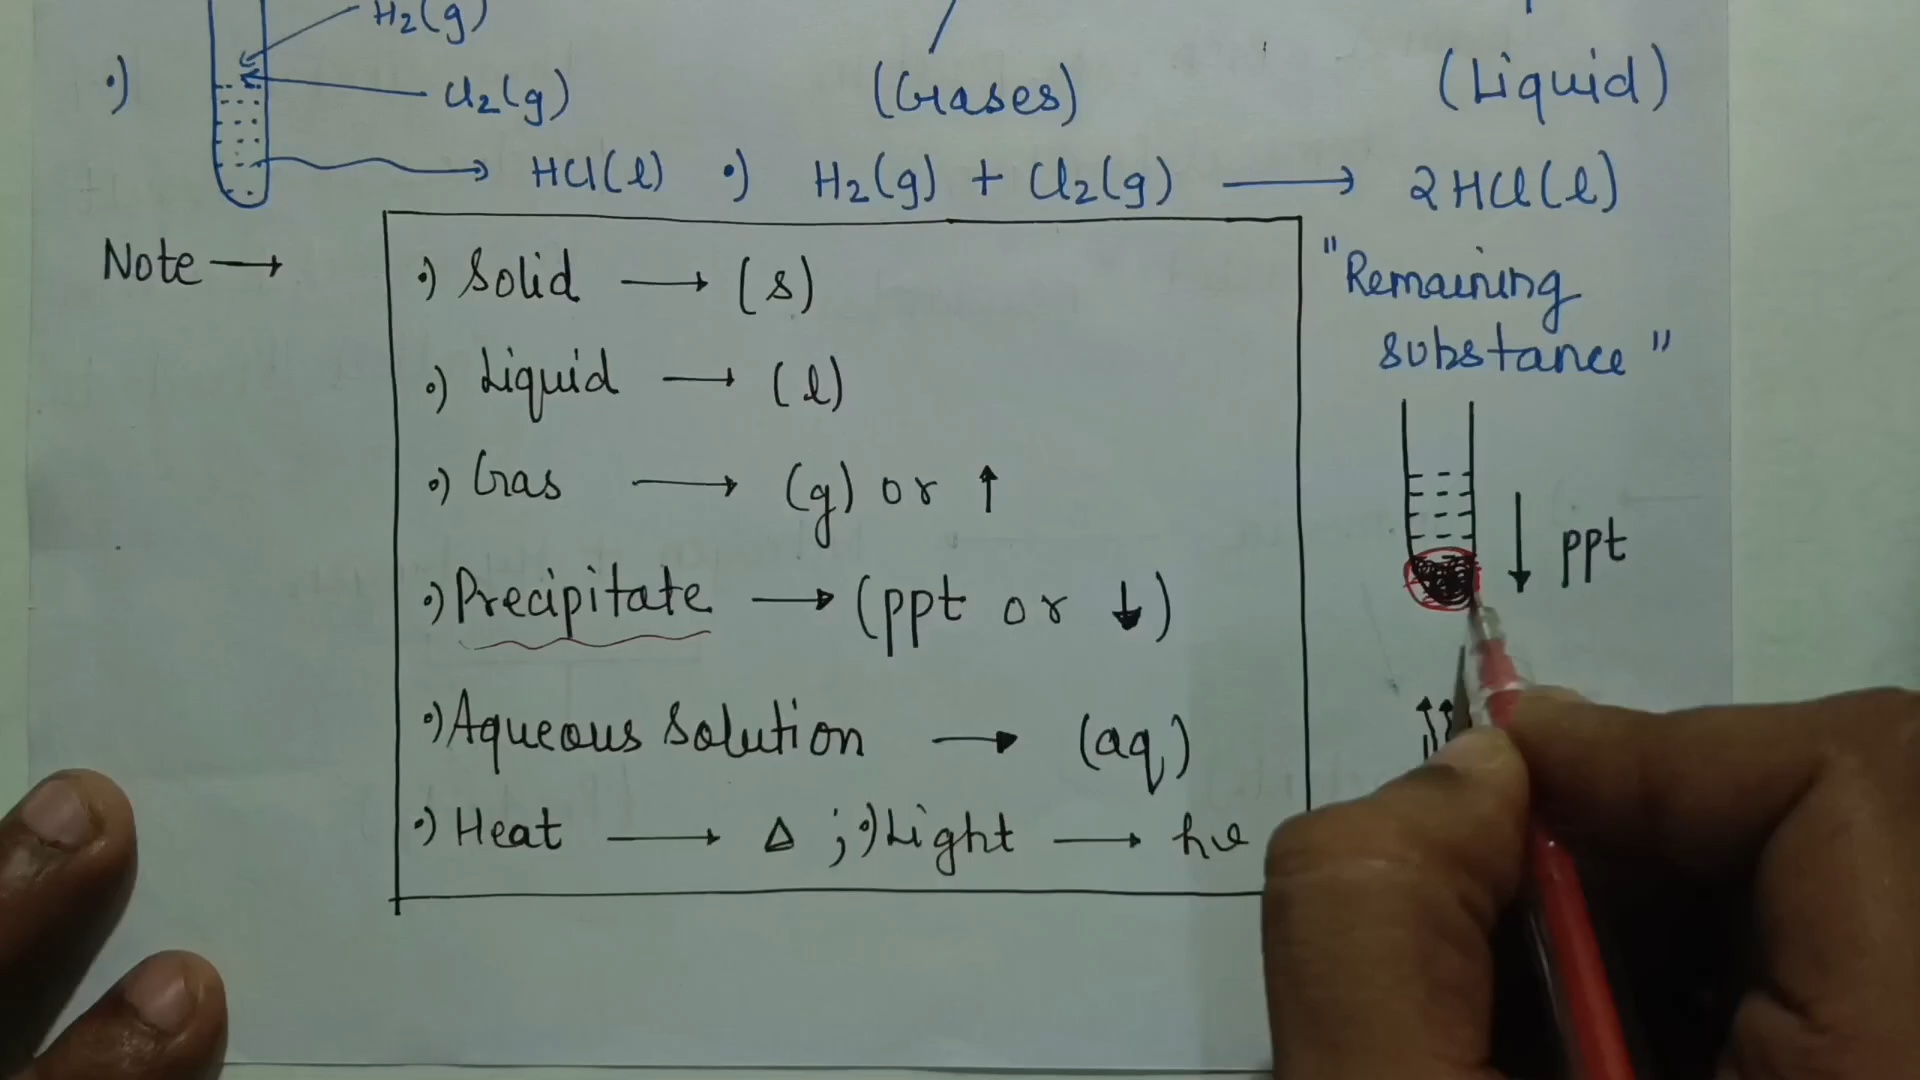 H₂(g)
·) Cl₂(g) (Gases) (Liquid)
HCl(l) ·) H₂(g) + Cl₂(g) ⟶ 2HCl(l)
Note →
·) Solid → (s)
·) Liquid → (l)
·) Gas → (g) or ↑
·) Precipitate → (ppt or ↓)
·) Aqueous Solution → (aq)
·) Heat → Δ ; ·) Light → hν
"Remaining
substance"
↓ ppt